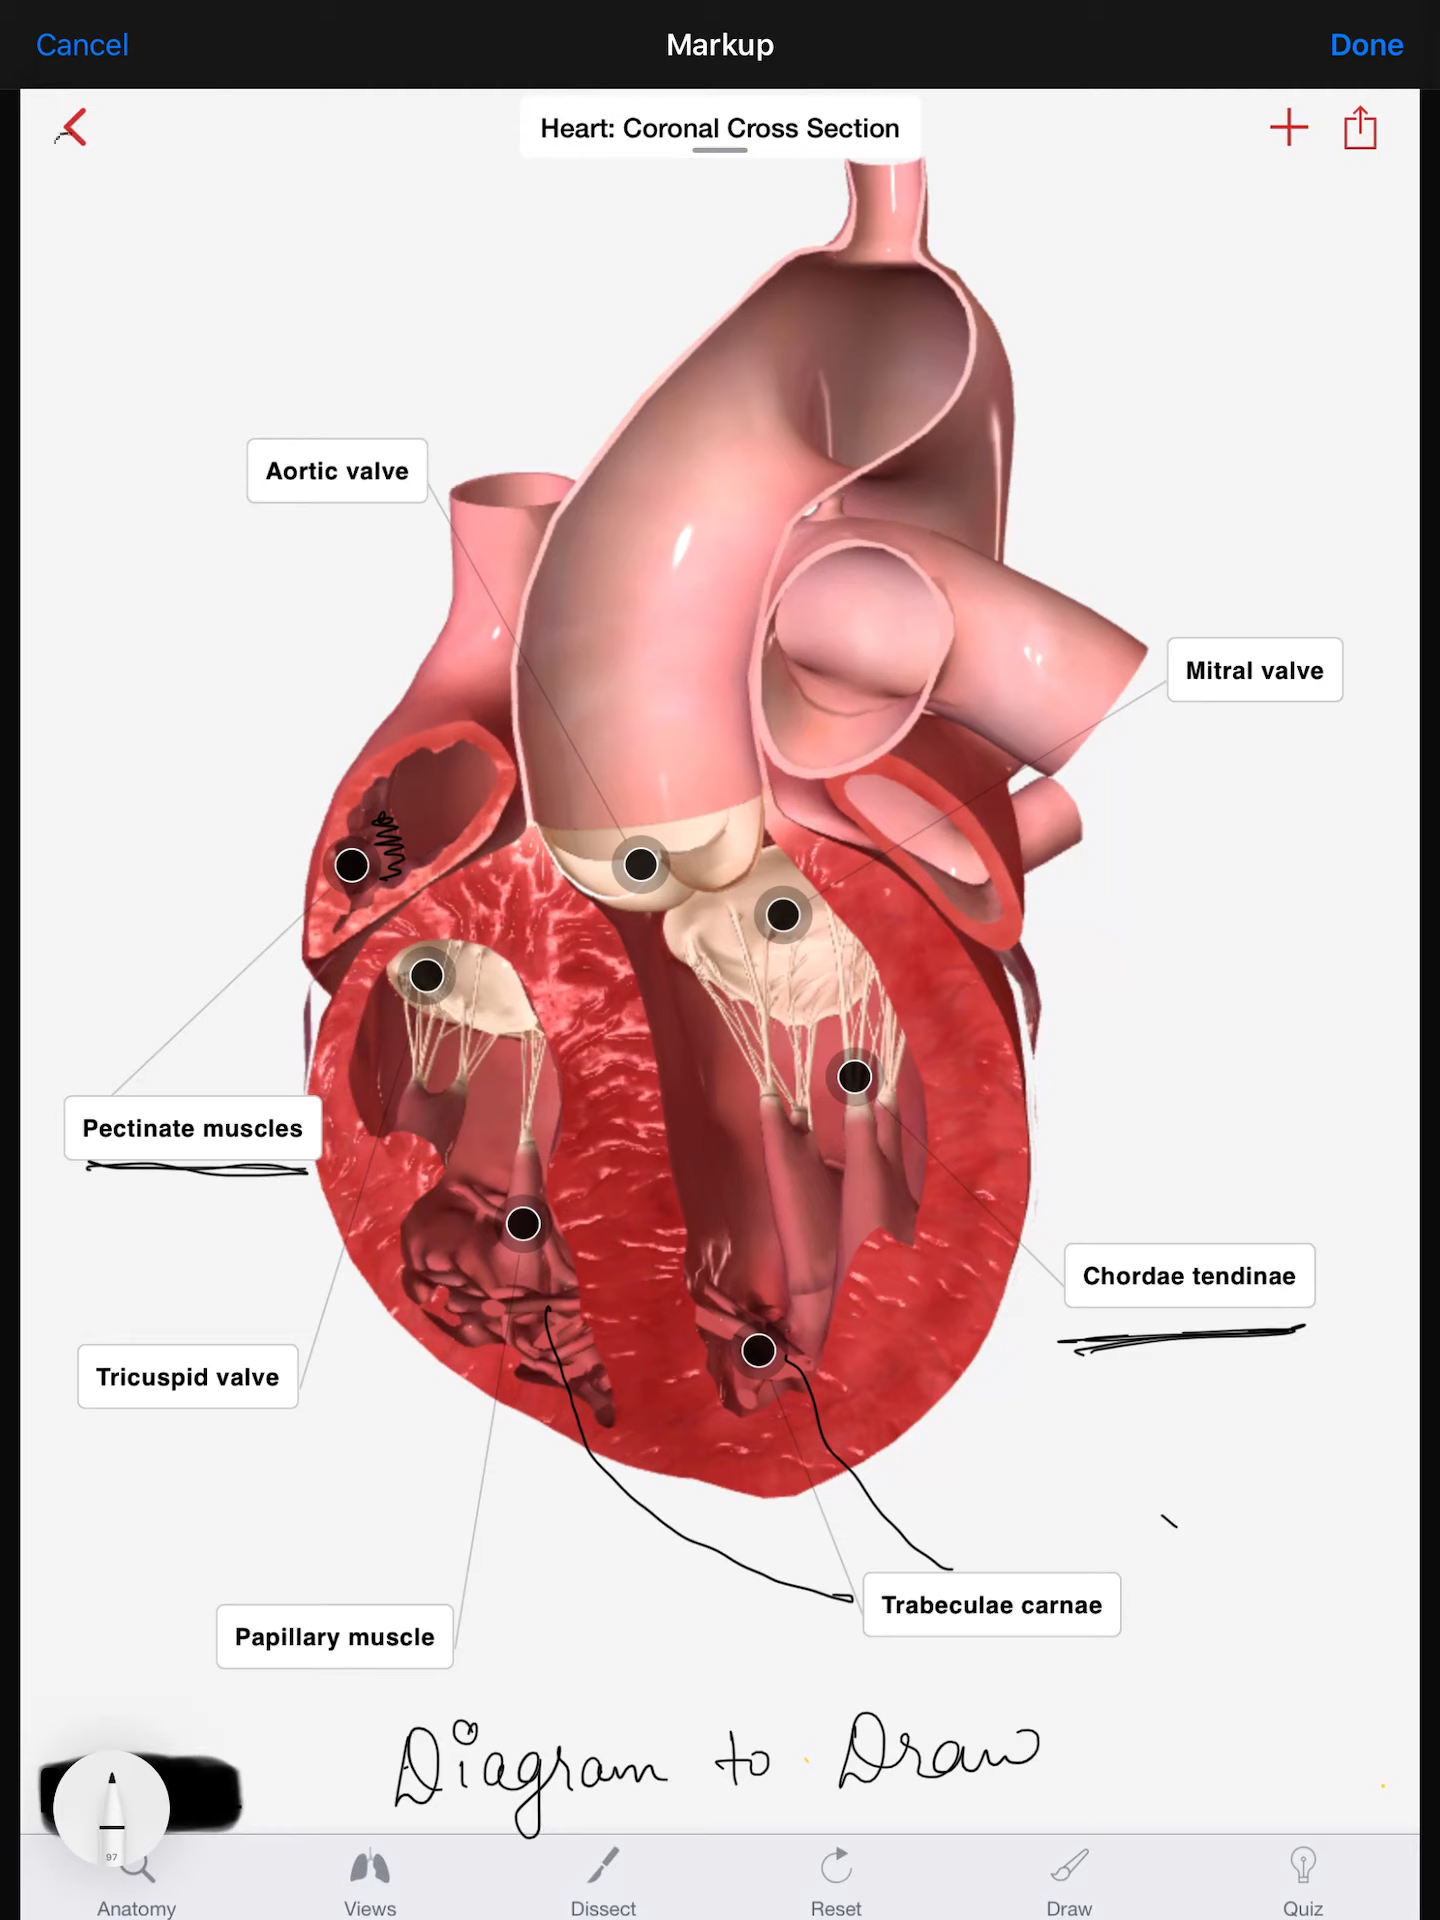 Cancel Markup Done
Heart: Coronal Cross Section
Aortic valve
Mitral valve
Pectinate muscles
Chordae tendinae
Tricuspid valve
Trabeculae carnae
Papillary muscle
Diagram to Draw
97
Anatomy Views Dissect Reset Draw Quiz